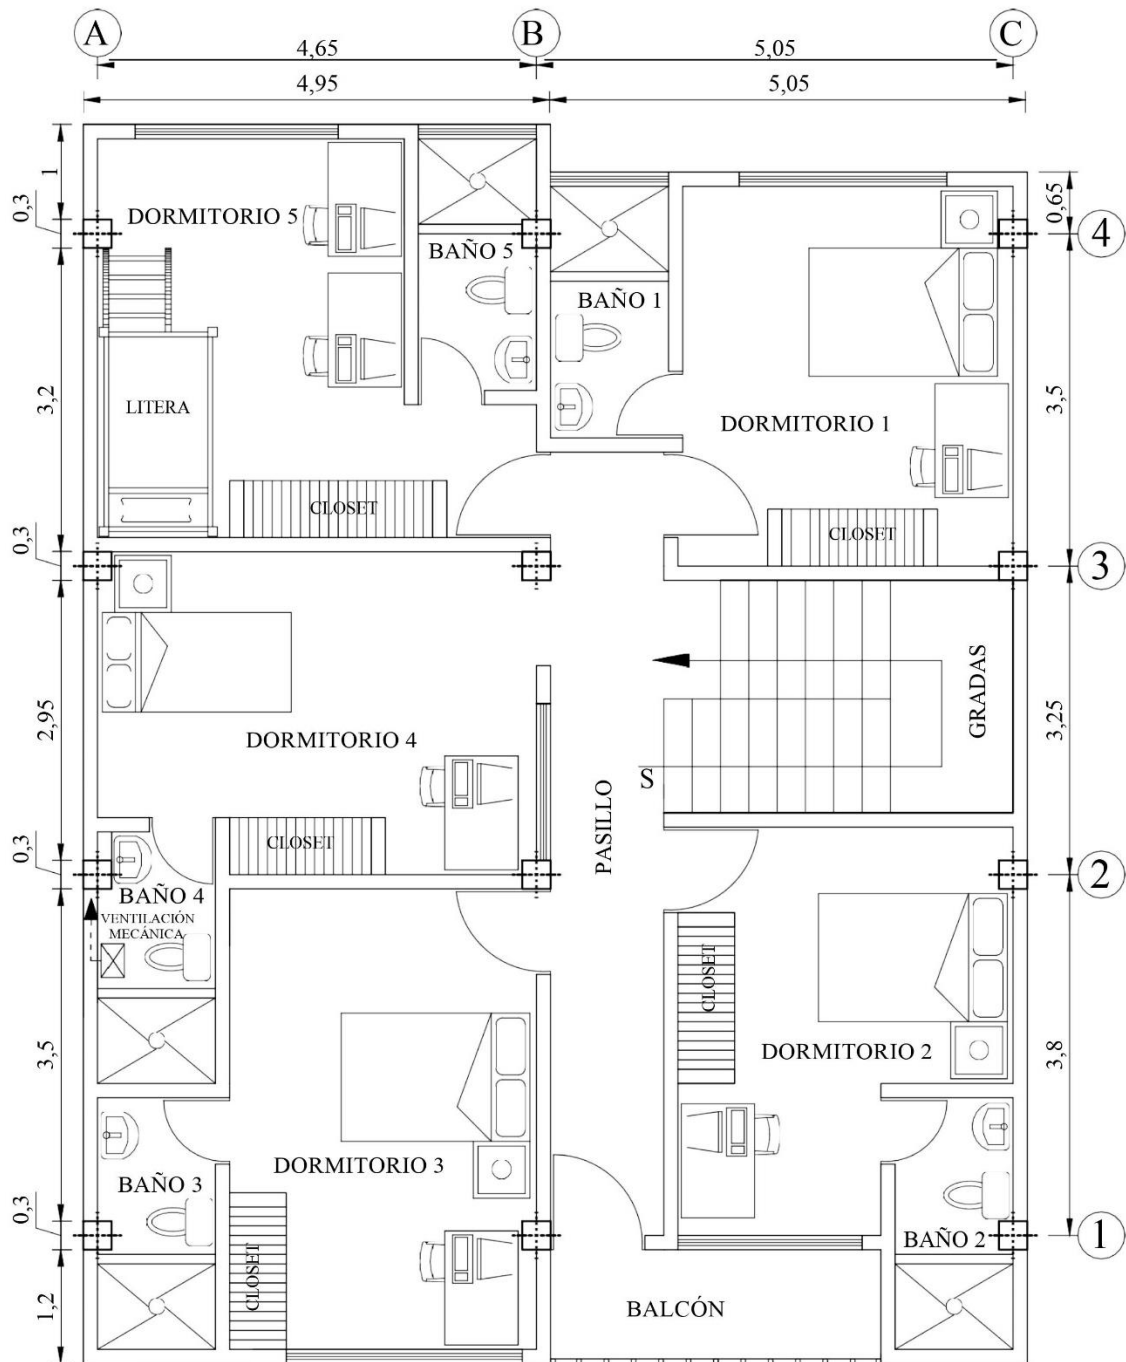 A
B
C
4,65
5,05
4,95
5,05
1
0,3
3,2
0,3
2,95
0,3
3,5
0,3
1,2
0,65
4
3,5
3
3,25
2
3,8
1
DORMITORIO 5
BAÑO 5
BAÑO 1
LITERA
DORMITORIO 1
CLOSET
CLOSET
DORMITORIO 4
GRADAS
S
PASILLO
CLOSET
BAÑO 4
VENTILACIÓN
MECÁNICA
CLOSET
DORMITORIO 2
DORMITORIO 3
BAÑO 3
CLOSET
BAÑO 2
BALCÓN